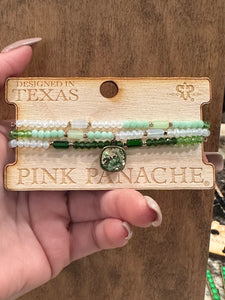 DESIGNED IN
TEXAS
PINK PANACHE